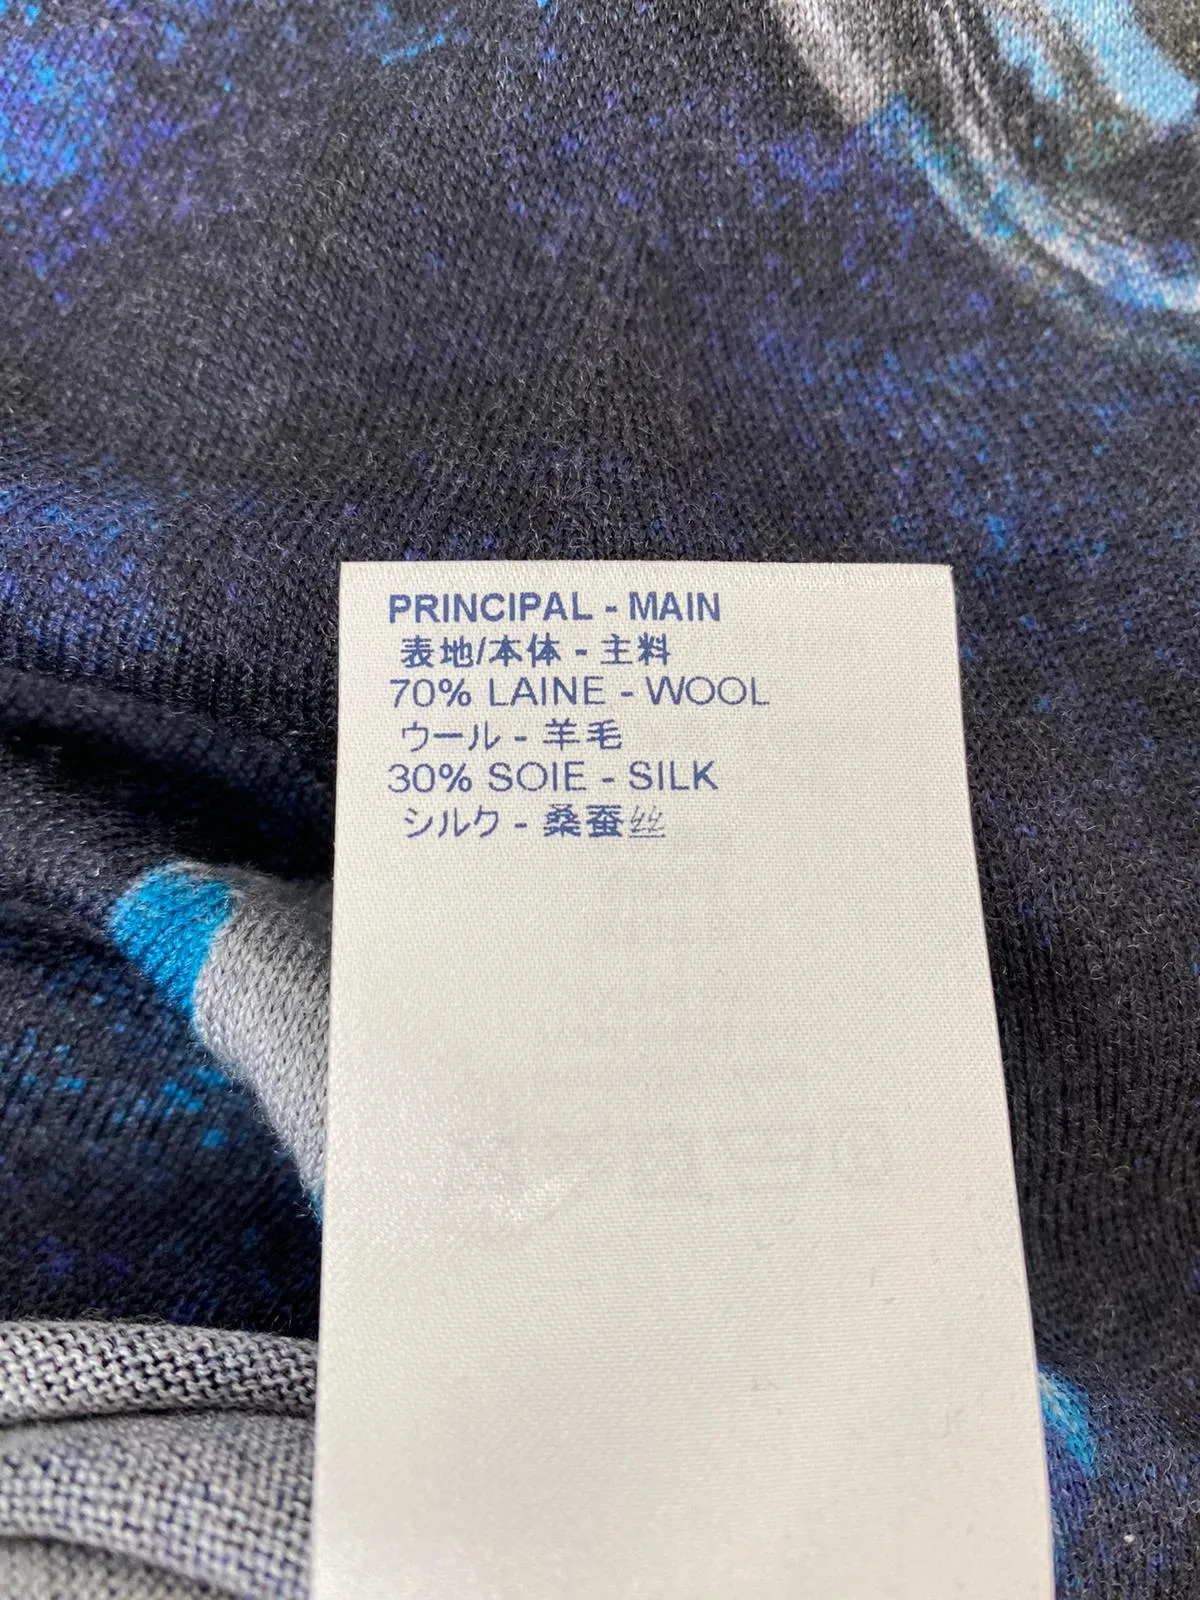 PRINCIPAL - MAIN
表地/本体 - 主料
70% LAINE - WOOL
ウール - 羊毛
30% SOIE - SILK
シルク - 桑蚕丝